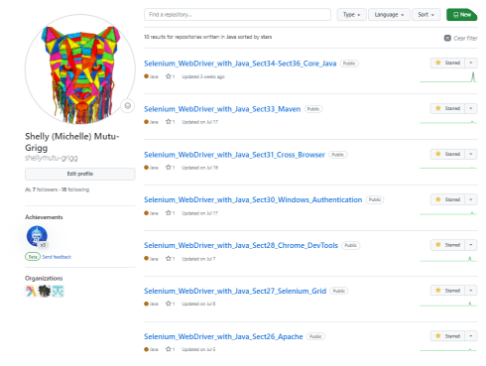 Find a repository...
Type
Language
Sort
New
10 results for repositories written in Java sorted by stars
Clear filter
Selenium_WebDriver_with_Java_Sect34-Sect36_Core_Java Public
Starred
Java 1 Updated 3 weeks ago
Selenium_WebDriver_with_Java_Sect33_Maven Public
Starred
Java 1 Updated on Jul 17
Selenium_WebDriver_with_Java_Sect31_Cross_Browser Public
Starred
Java 1 Updated on Jul 18
Selenium_WebDriver_with_Java_Sect30_Windows_Authentication Public
Starred
Java 1 Updated on Jul 17
Selenium_WebDriver_with_Java_Sect28_Chrome_DevTools Public
Starred
Java 1 Updated on Jul 7
Selenium_WebDriver_with_Java_Sect27_Selenium_Grid Public
Starred
Java 1 Updated on Jul 8
Selenium_WebDriver_with_Java_Sect26_Apache Public
Starred
Java 1 Updated on Jul 5
Shelly (Michelle) Mutu-
Grigg
shellymutu-grigg
Edit profile
7 followers · 18 following
Achievements
x3
Beta Send feedback
Organizations